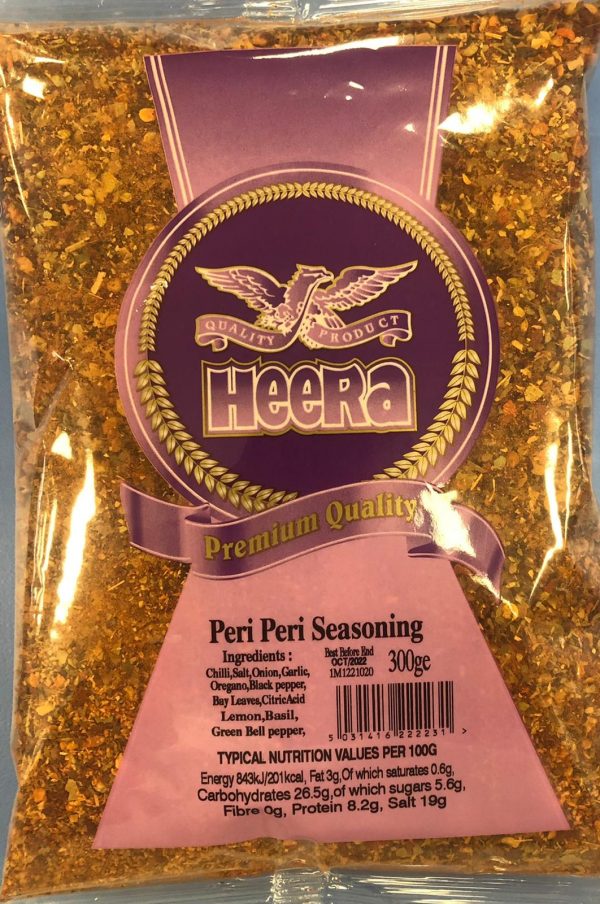 QUALITY PRODUCT
HEERA
Premium Quality
Peri Peri Seasoning
Ingredients :
Chilli,Salt,Onion,Garlic,
Oregano,Black pepper,
Bay Leaves,CitricAcid
Lemon,Basil,
Green Bell pepper,
Best Before End
OCT/2022
1M1221020
300ge
5 031416 222231 >
TYPICAL NUTRITION VALUES PER 100G
Energy 843kJ/201kcal, Fat 3g,Of which saturates 0.6g,
Carbohydrates 26.5g,of which sugars 5.6g,
Fibre 0g, Protein 8.2g, Salt 19g